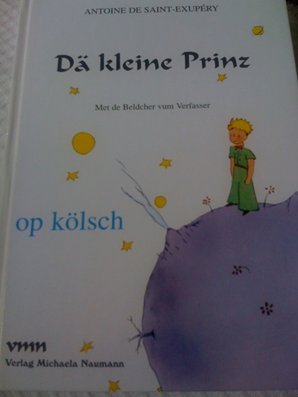 ANTOINE DE SAINT-EXUPÉRY
Dä kleine Prinz
Met de Beldcher vum Verfasser
op kölsch
vmn
Verlag Michaela Naumann